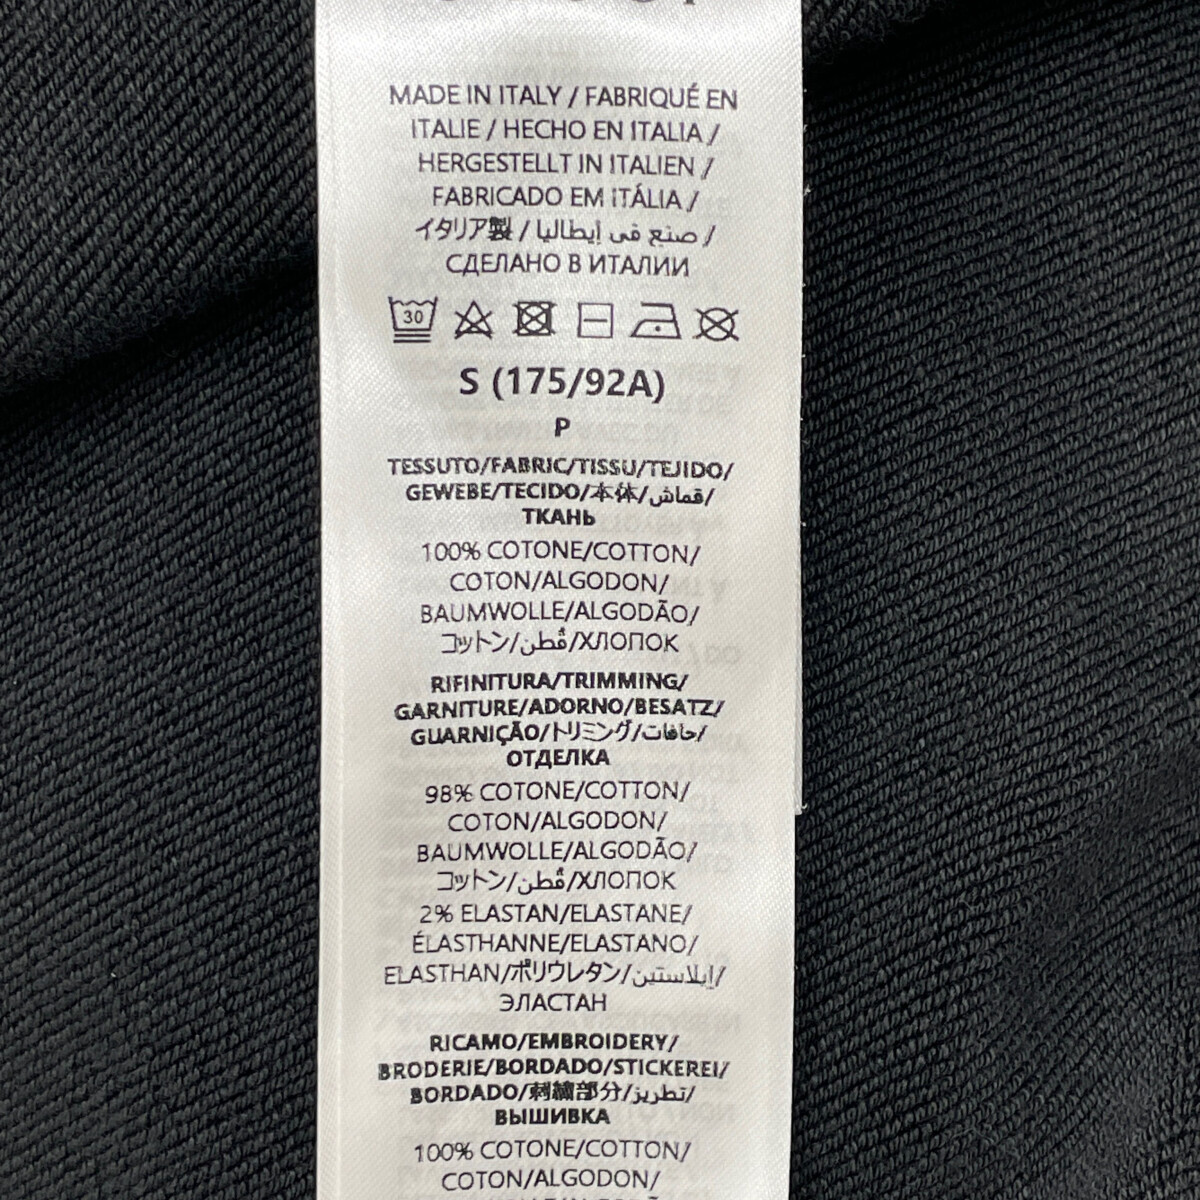 MADE IN ITALY / FABRIQUÉ EN
ITALIE / HECHO EN ITALIA /
HERGESTELLT IN ITALIEN /
FABRICADO EM ITÁLIA /
イタリア製 / صنع في إيطاليا /
СДЕЛАНО В ИТАЛИИ
30
S (175/92A)
P
TESSUTO/FABRIC/TISSU/TEJIDO/
GEWEBE/TECIDO/本体/قماش/
ТКАНЬ
100% COTONE/COTTON/
COTON/ALGODON/
BAUMWOLLE/ALGODÃO/
コットン/قُطن/ХЛОПОК
RIFINITURA/TRIMMING/
GARNITURE/ADORNO/BESATZ/
GUARNIÇÃO/トリミング/حافات/
ОТДЕЛКА
98% COTONE/COTTON/
COTON/ALGODON/
BAUMWOLLE/ALGODÃO/
コットン/قُطن/ХЛОПОК
2% ELASTAN/ELASTANE/
ÉLASTHANNE/ELASTANO/
ELASTHAN/ポリウレタン/إيلاستين/
ЭЛАСТАН
RICAMO/EMBROIDERY/
BRODERIE/BORDADO/STICKEREI/
BORDADO/刺繍部分/تطريز/
ВЫШИВКА
100% COTONE/COTTON/
COTON/ALGODON/